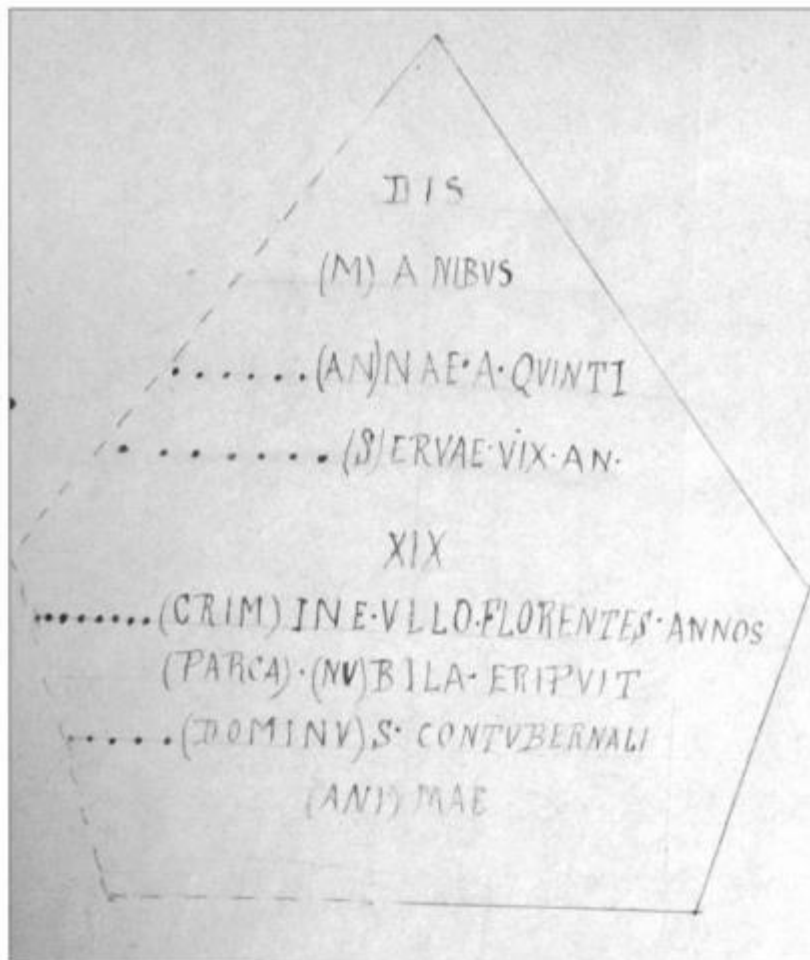 DIS
(M) A NIBVS
.......(AN)NAE·A·QVINTI
........(S)ERVAE·VIX·AN·
XIX
........(CRIM)INE·VLLO·FLORENTES·ANNOS
(PARCA)·(NV)BILA·ERIPVIT
.....(DOMINV)S·CONTVBERNALI
(ANI)MAE